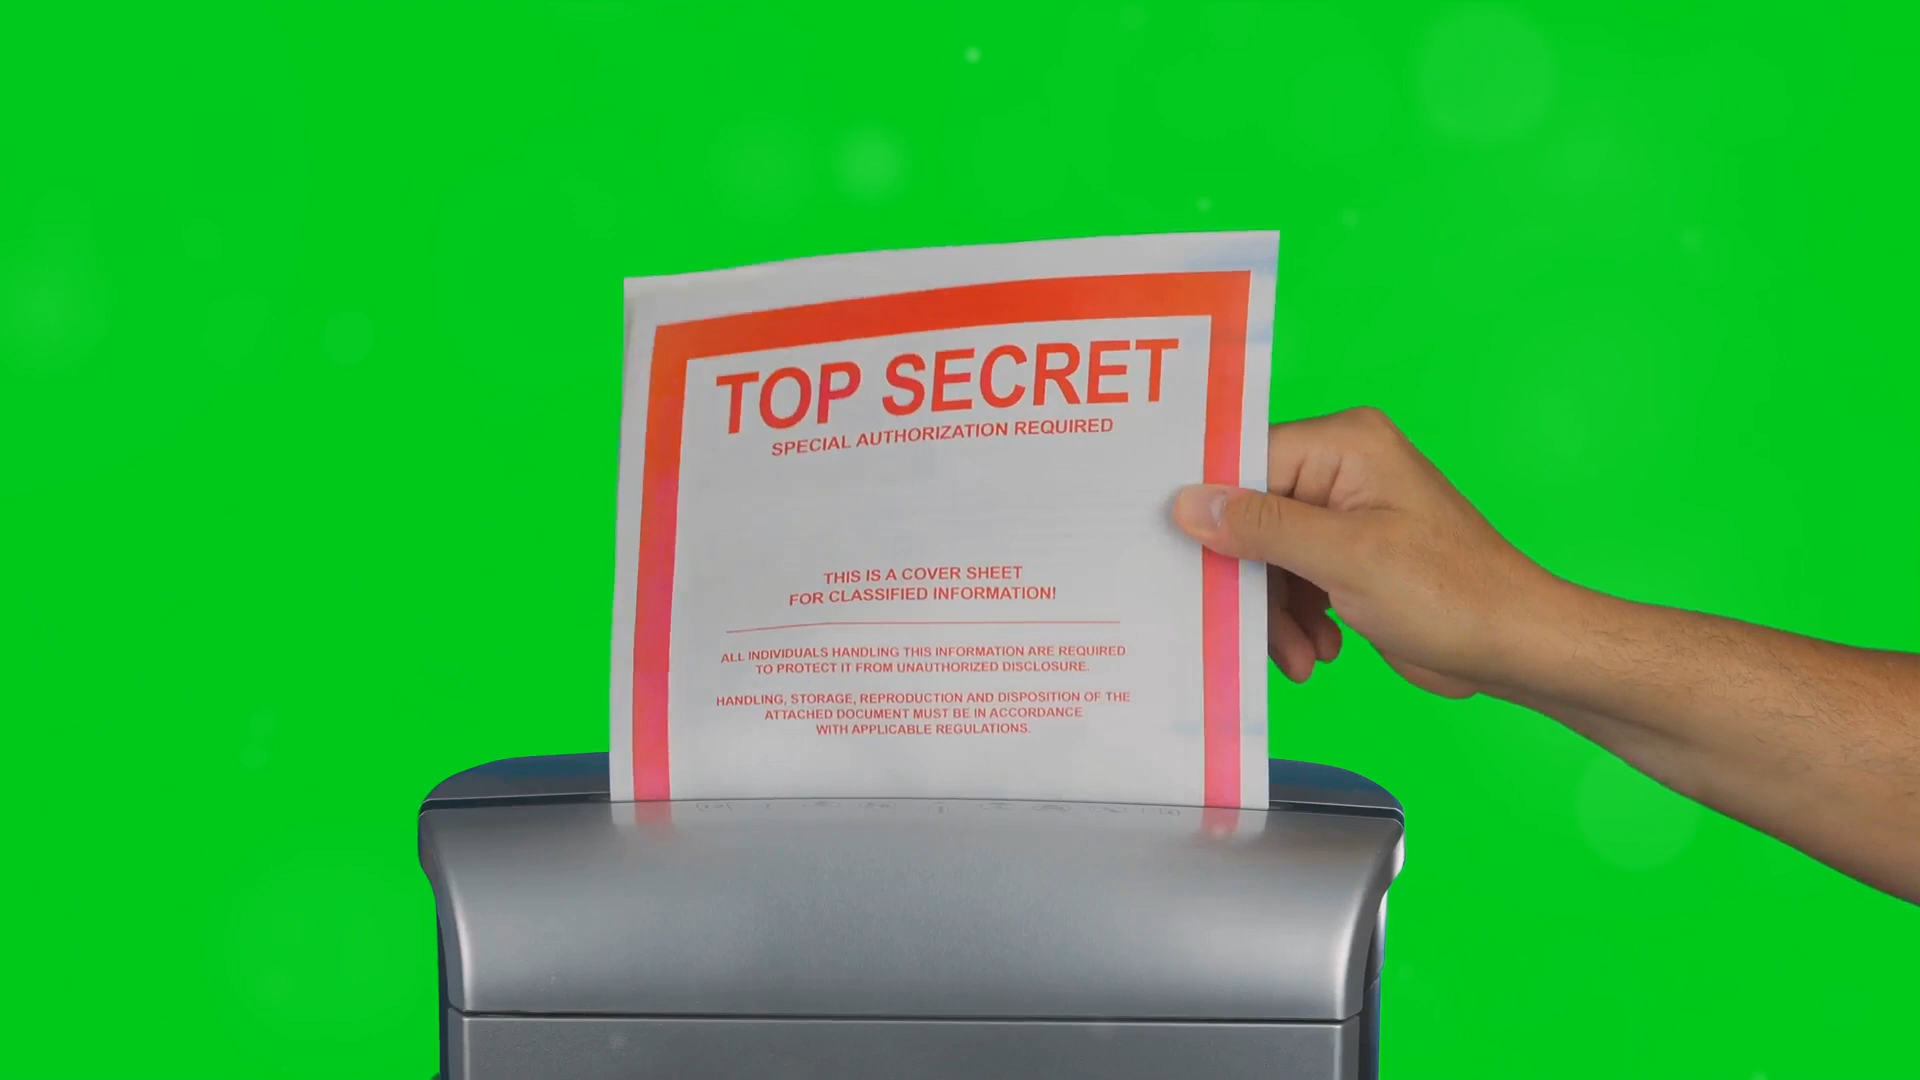 TOP SECRET
SPECIAL AUTHORIZATION REQUIRED
THIS IS A COVER SHEET
FOR CLASSIFIED INFORMATION!
ALL INDIVIDUALS HANDLING THIS INFORMATION ARE REQUIRED
TO PROTECT IT FROM UNAUTHORIZED DISCLOSURE.
HANDLING, STORAGE, REPRODUCTION AND DISPOSITION OF THE
ATTACHED DOCUMENT MUST BE IN ACCORDANCE
WITH APPLICABLE REGULATIONS.